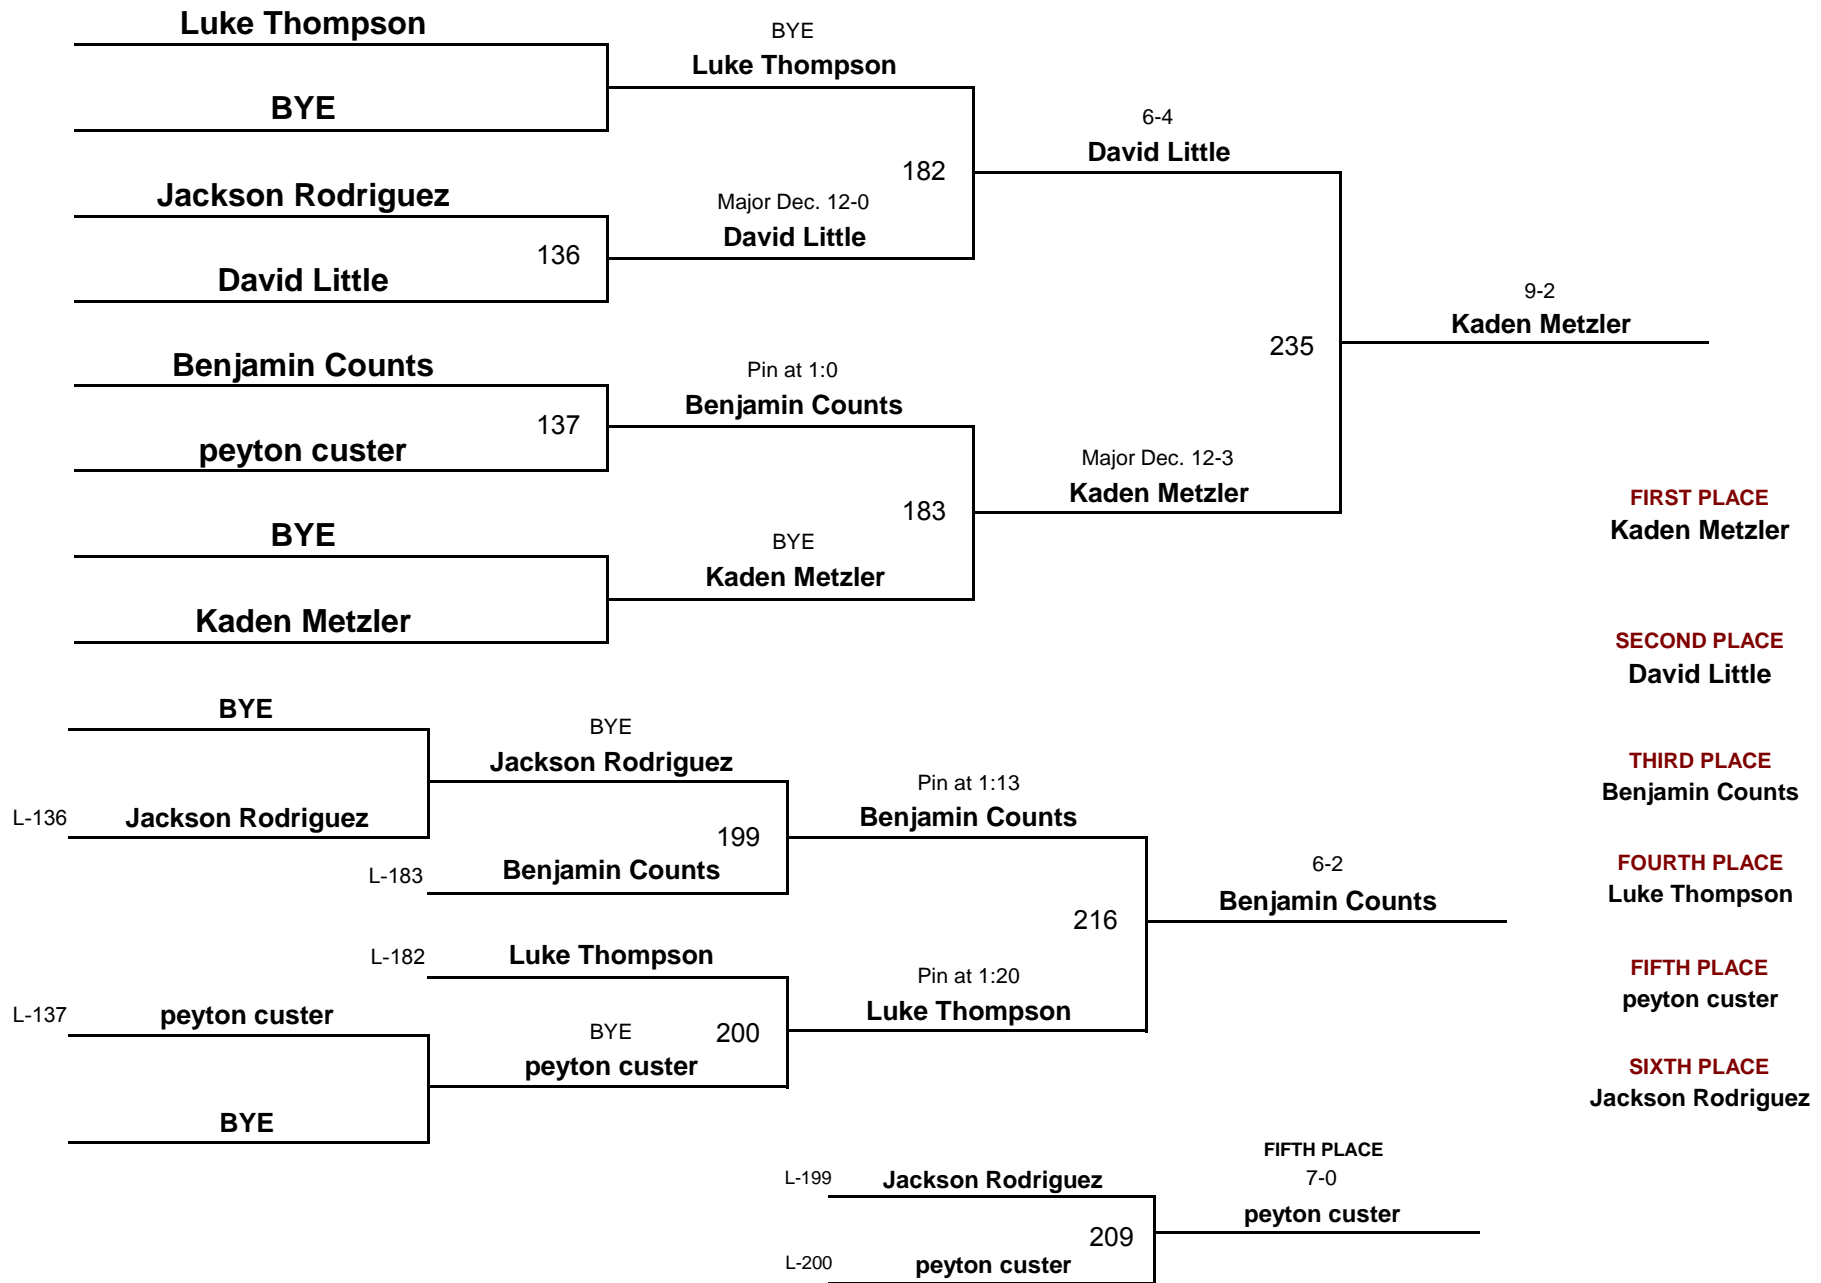 Luke Thompson
BYE
BYE
Luke Thompson
6-4
David Little
182
Jackson Rodriguez
Major Dec. 12-0
David Little
136
David Little
9-2
Kaden Metzler
235
Benjamin Counts
Pin at 1:0
Benjamin Counts
137
peyton custer
Major Dec. 12-3
Kaden Metzler
183
BYE
BYE
Kaden Metzler
Kaden Metzler
FIRST PLACE
Kaden Metzler
SECOND PLACE
David Little
THIRD PLACE
Benjamin Counts
FOURTH PLACE
Luke Thompson
FIFTH PLACE
peyton custer
SIXTH PLACE
Jackson Rodriguez
BYE
BYE
Jackson Rodriguez
L-136 Jackson Rodriguez
199
Pin at 1:13
Benjamin Counts
L-183 Benjamin Counts
6-2
Benjamin Counts
216
L-182 Luke Thompson
Pin at 1:20
Luke Thompson
L-137 peyton custer
BYE
200
peyton custer
BYE
FIFTH PLACE
L-199 Jackson Rodriguez
7-0
peyton custer
209
L-200 peyton custer